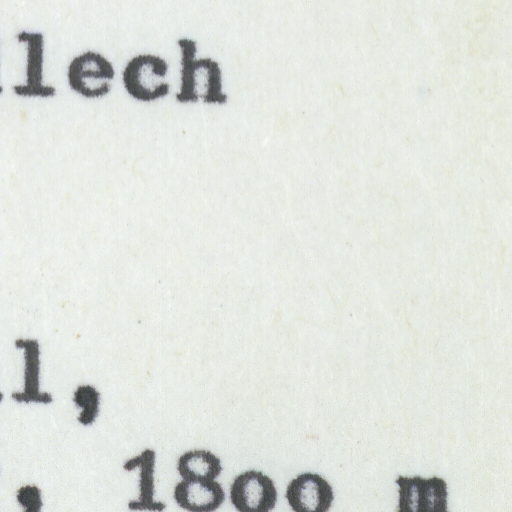 llech
l,
, 1800 m